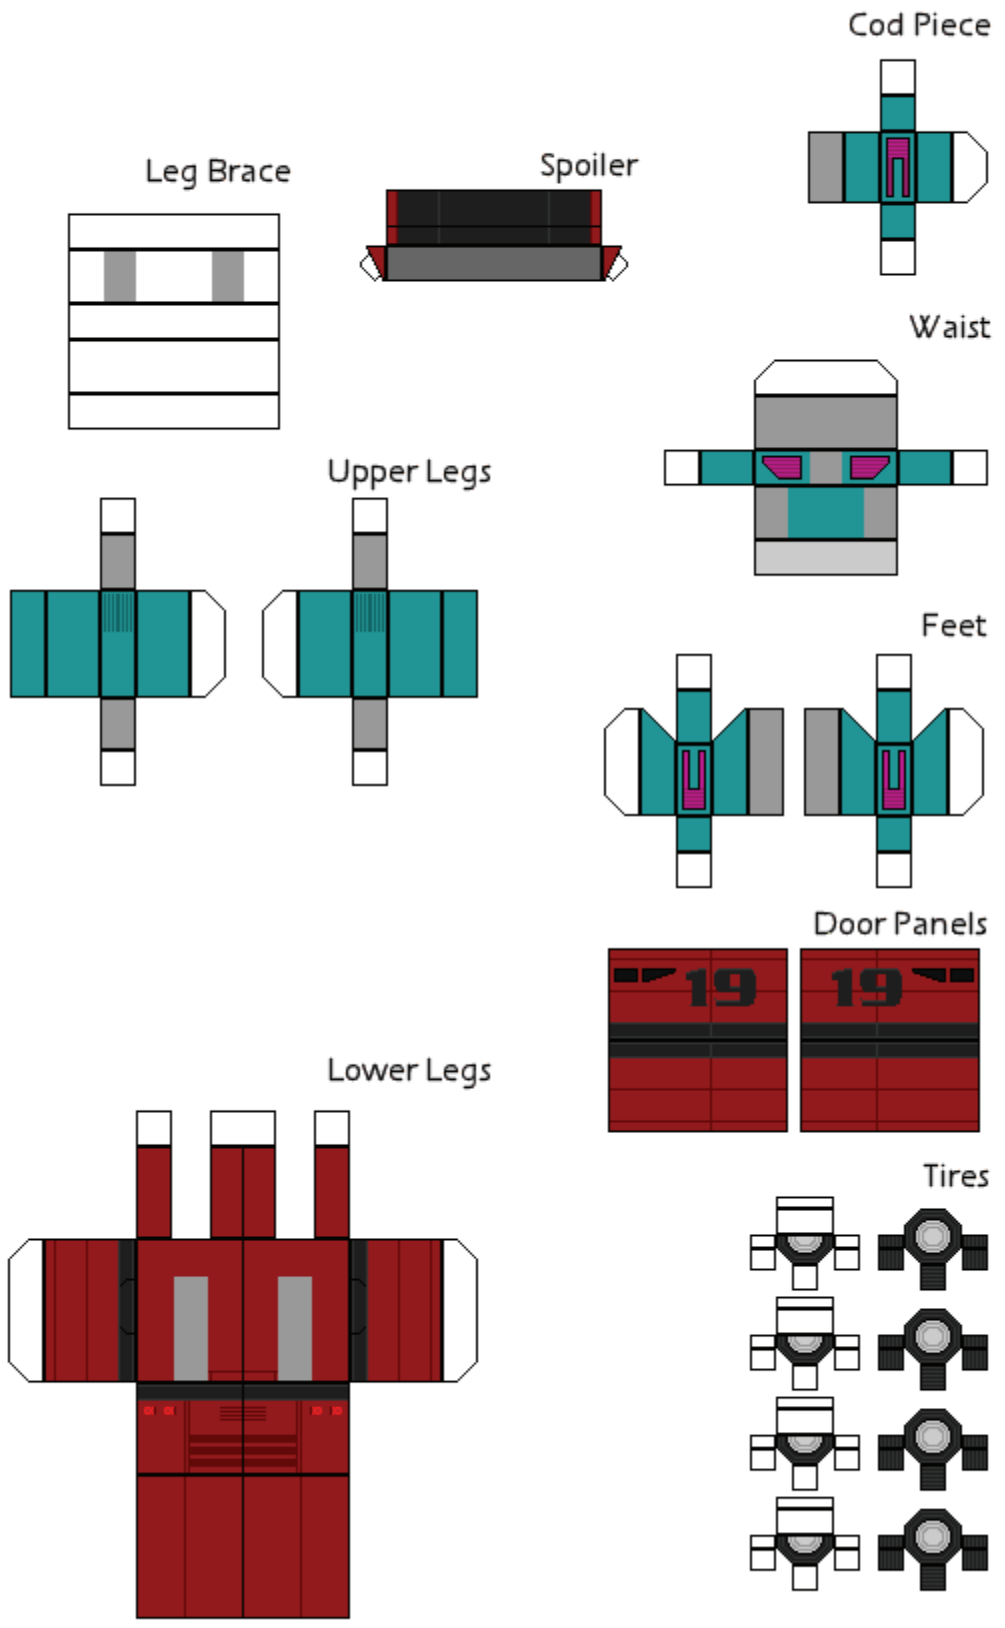 Cod Piece
Leg Brace
Spoiler
Waist
Upper Legs
Feet
Door Panels
19
19
Lower Legs
Tires